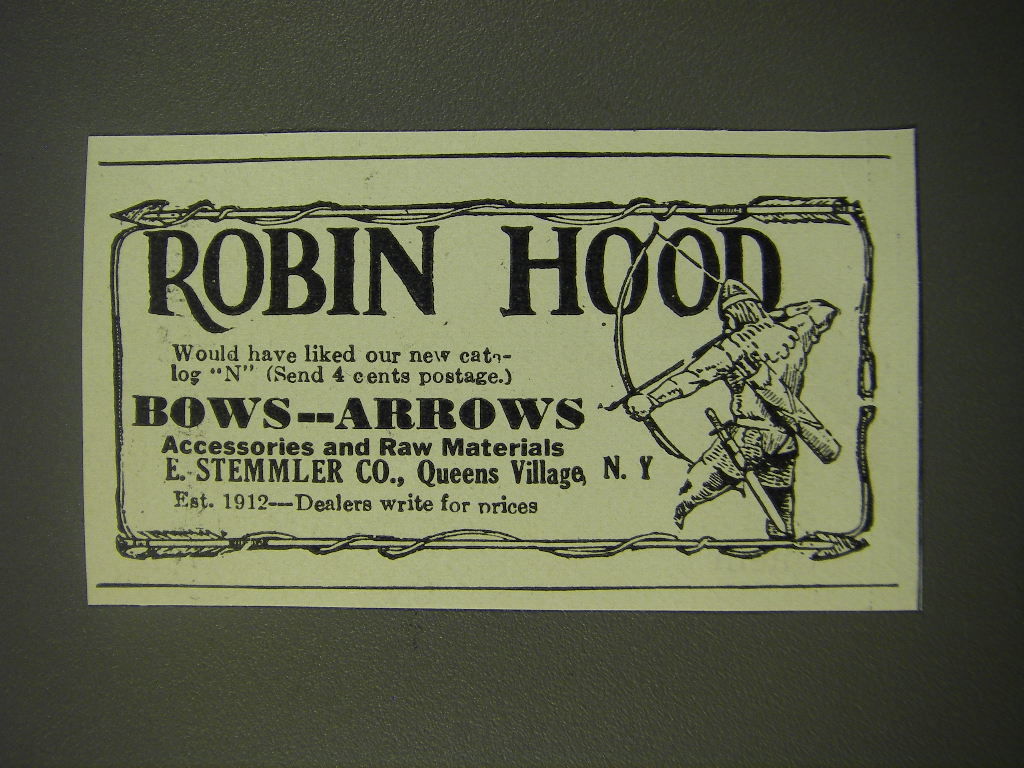 ROBIN HOOD
Would have liked our new cata-
log "N" (Send 4 cents postage.)
BOWS--ARROWS
Accessories and Raw Materials
E. STEMMLER CO., Queens Village, N. Y
Est. 1912--Dealers write for prices